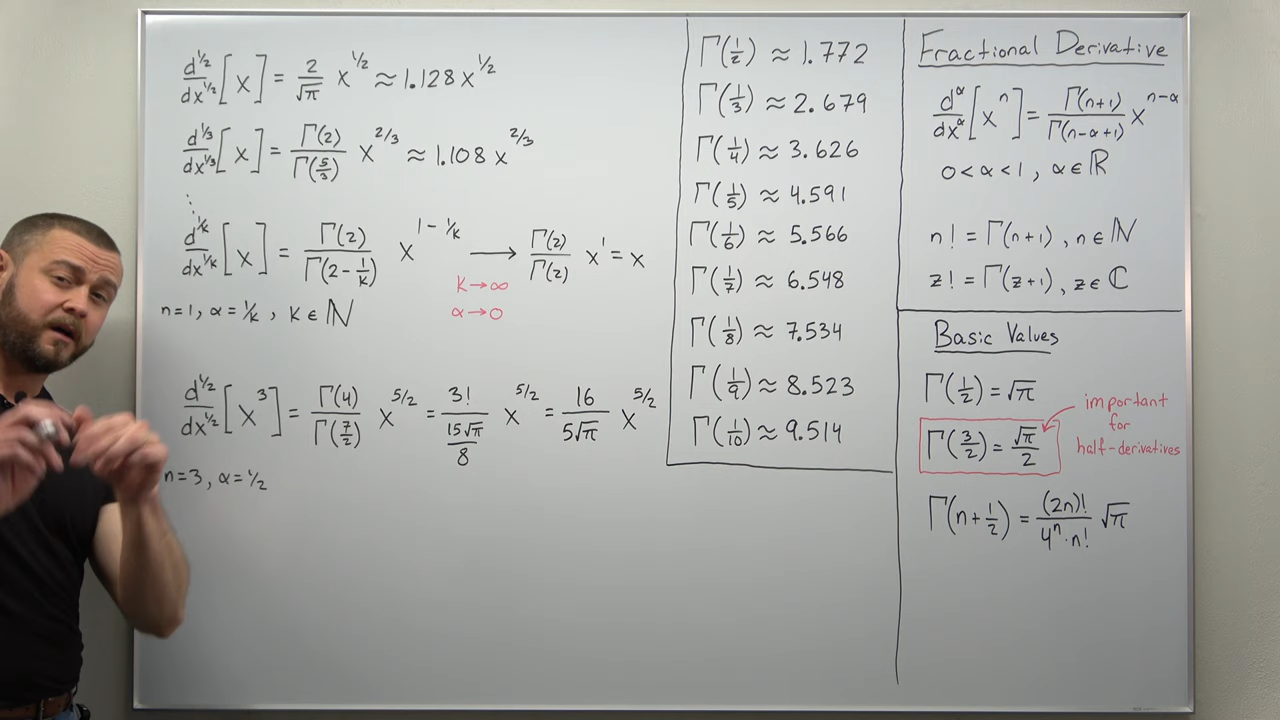 d^{1/2}/dx^{1/2} [x] = 2/√π x^{1/2} ≈ 1.128 x^{1/2}
d^{1/3}/dx^{1/3} [x] = Γ(2)/Γ(5/3) x^{2/3} ≈ 1.108 x^{2/3}
⋱
d^{1/k}/dx^{1/k} [x] = Γ(2)/Γ(2 - 1/k) x^{1 - 1/k} ⟶ Γ(2)/Γ(2) x^1 = x
k → ∞
α → 0
n=1, α = 1/k, k ∈ ℕ
d^{1/2}/dx^{1/2} [x^3] = Γ(4)/Γ(7/2) x^{5/2} = 3!/(15√π/8) x^{5/2} = 16/5√π x^{5/2}
n=3, α = 1/2
Γ(1/2) ≈ 1.772
Γ(1/3) ≈ 2.679
Γ(1/4) ≈ 3.626
Γ(1/5) ≈ 4.591
Γ(1/6) ≈ 5.566
Γ(1/7) ≈ 6.548
Γ(1/8) ≈ 7.534
Γ(1/9) ≈ 8.523
Γ(1/10) ≈ 9.514
Fractional Derivative
d^α/dx^α [x^n] = Γ(n+1)/Γ(n-α+1) x^{n-α}
0 < α < 1, α ∈ ℝ
n! = Γ(n+1), n ∈ ℕ
z! = Γ(z+1), z ∈ ℂ
Basic Values
Γ(1/2) = √π
Γ(3/2) = √π/2
important
for
half-derivatives
Γ(n + 1/2) = (2n)!/4^n · n! √π